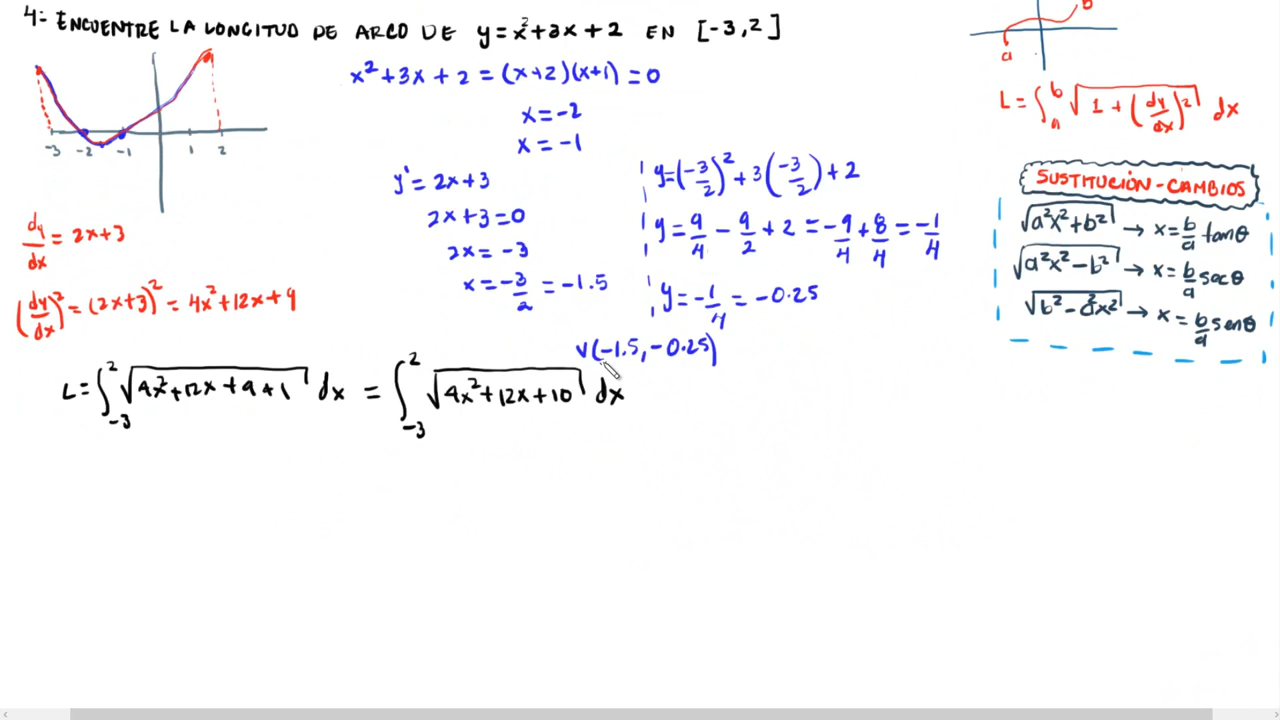 4= ENCUENTRE LA LONGITUD DE ARCO DE y=x²+3x+2 EN [-3,2]
x²+3x+2=(x+2)(x+1)=0
x=-2
x=-1
-3 -2 -1 1 2
y'=2x+3
2x+3=0
2x=-3
x=-3/2=-1.5
y=(-3/2)²+3(-3/2)+2
y=9/4-9/2+2=-9/4+8/4=-1/4
y=-1/4=-0.25
V(-1.5,-0.25)
dy/dx=2x+3
(dy/dx)²=(2x+3)²=4x²+12x+9
L=∫₋₃² √(4x²+12x+9+1) dx = ∫₋₃² √(4x²+12x+10) dx
a b
L=∫ₐᵇ √(1+(dy/dx)²) dx
SUSTITUCIÓN-CAMBIOS
√(a²x²+b²) → x=b/a tanθ
√(a²x²-b²) → x=b/a secθ
√(b²-a²x²) → x=b/a senθ